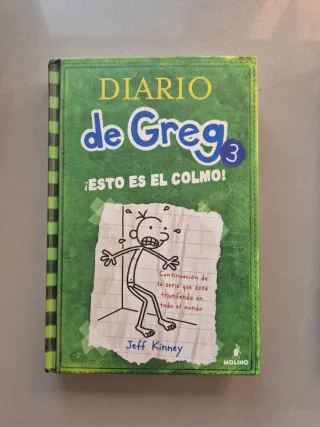 DIARIO
de Greg 3
¡ESTO ES EL COLMO!
Continuación de
la serie que está
triunfando en
todo el mundo
Jeff Kinney
MOLINO